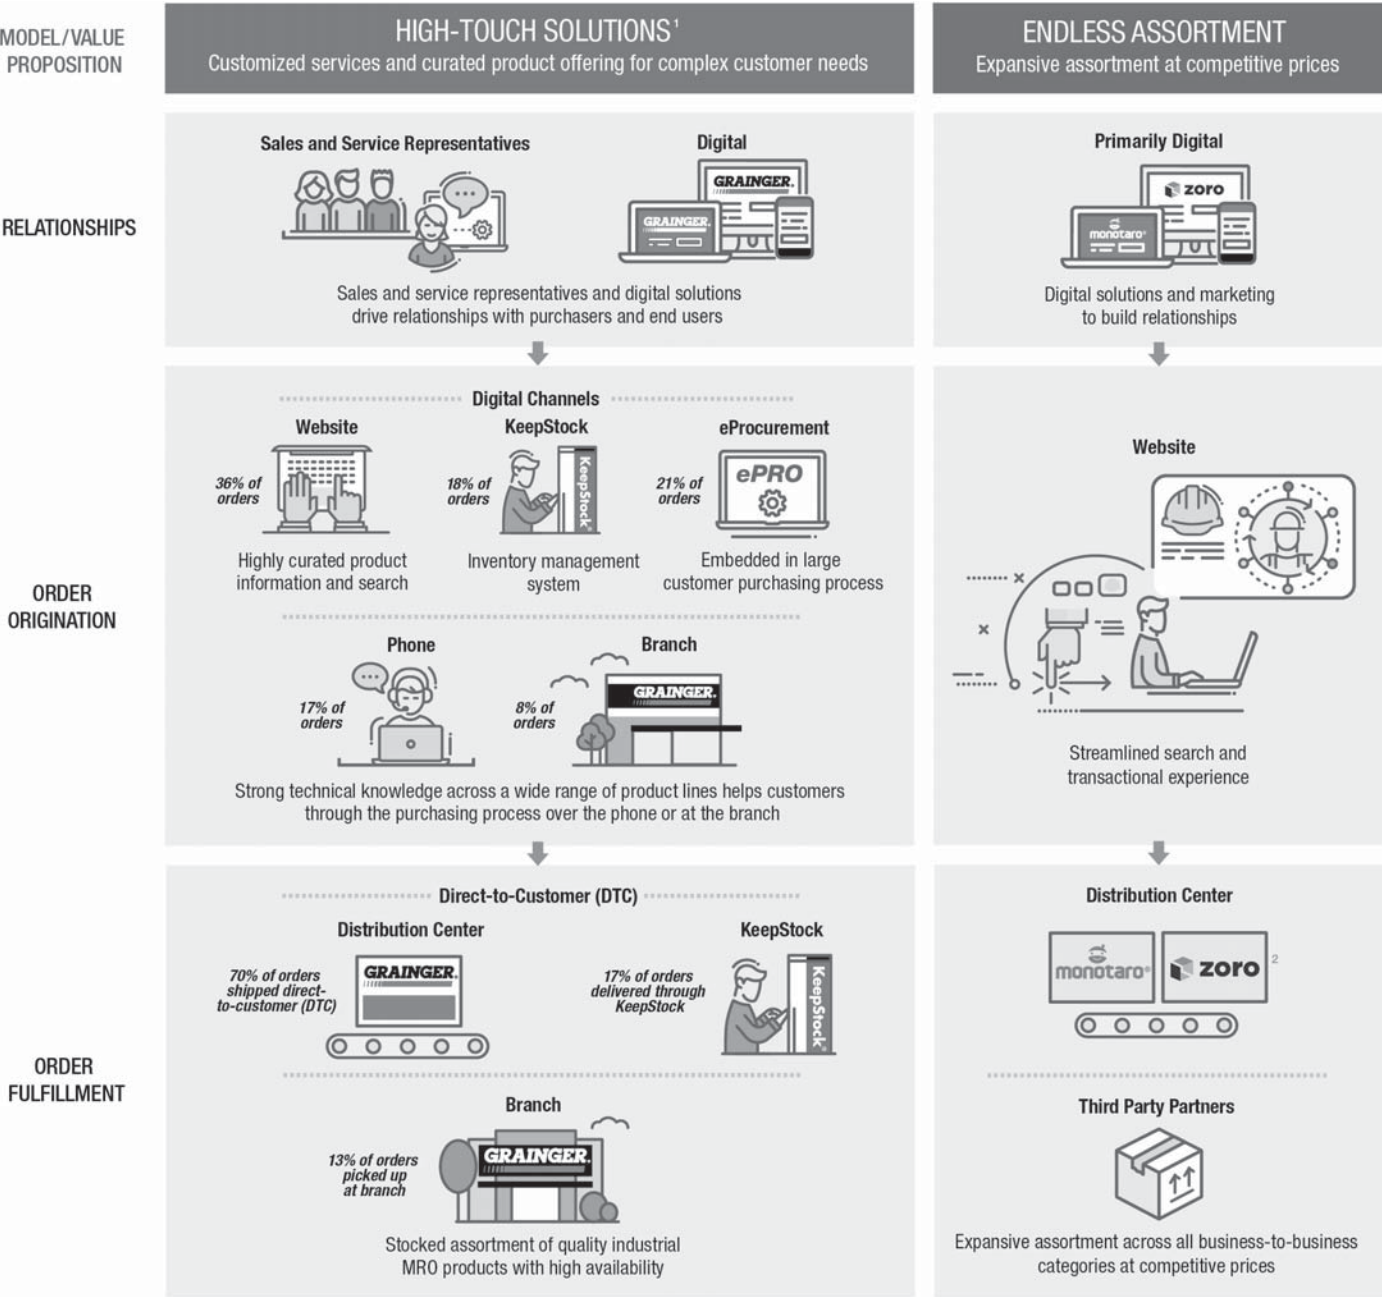 MODEL/VALUE
PROPOSITION
HIGH-TOUCH SOLUTIONS¹
Customized services and curated product offering for complex customer needs
ENDLESS ASSORTMENT
Expansive assortment at competitive prices
RELATIONSHIPS
Sales and Service Representatives
Digital
GRAINGER.
GRAINGER.
Sales and service representatives and digital solutions
drive relationships with purchasers and end users
Primarily Digital
zoro
monotaro®
Digital solutions and marketing
to build relationships
ORDER
ORIGINATION
Digital Channels
Website
36% of
orders
Highly curated product
information and search
KeepStock
18% of
orders
KeepStock®
Inventory management
system
eProcurement
21% of
orders
ePRO
Embedded in large
customer purchasing process
Phone
17% of
orders
Branch
8% of
orders
GRAINGER.
Strong technical knowledge across a wide range of product lines helps customers
through the purchasing process over the phone or at the branch
Website
Streamlined search and
transactional experience
ORDER
FULFILLMENT
Direct-to-Customer (DTC)
Distribution Center
70% of orders
shipped direct-
to-customer (DTC)
GRAINGER.
KeepStock
17% of orders
delivered through
KeepStock
KeepStock®
Branch
13% of orders
picked up
at branch
GRAINGER.
Stocked assortment of quality industrial
MRO products with high availability
Distribution Center
monotaro®
zoro
2
Third Party Partners
Expansive assortment across all business-to-business
categories at competitive prices